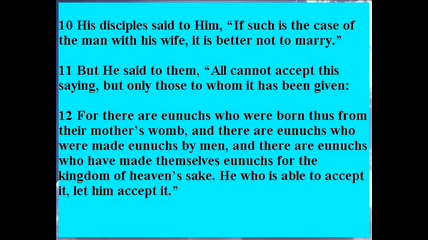 10 His disciples said to Him, “If such is the case of
the man with his wife, it is better not to marry.”
11 But He said to them, “All cannot accept this
saying, but only those to whom it has been given:
12 For there are eunuchs who were born thus from
their mother’s womb, and there are eunuchs who
were made eunuchs by men, and there are eunuchs
who have made themselves eunuchs for the
kingdom of heaven’s sake. He who is able to accept
it, let him accept it.”